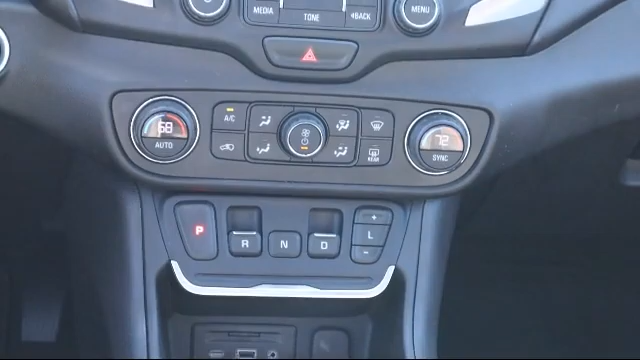 MEDIA TONE BACK MENU
68 AUTO A/C REAR 72 SYNC
P R N D + L -